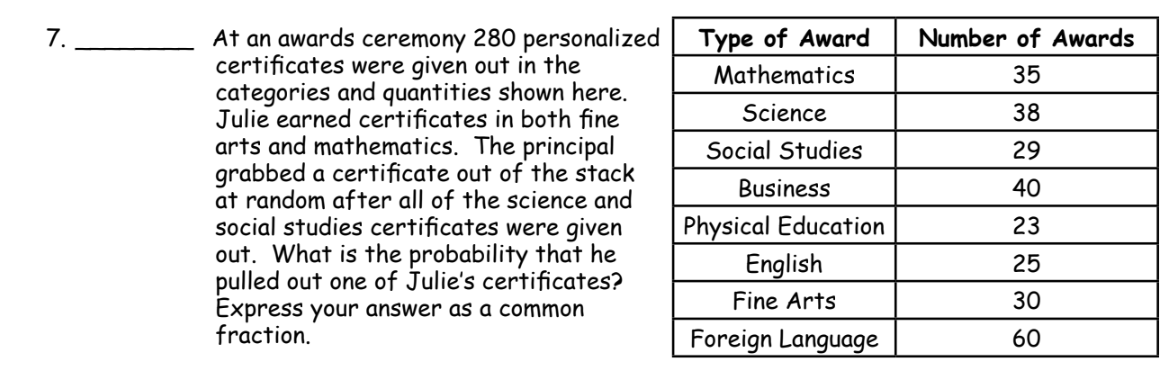 7. ________ At an awards ceremony 280 personalized
certificates were given out in the
categories and quantities shown here.
Julie earned certificates in both fine
arts and mathematics. The principal
grabbed a certificate out of the stack
at random after all of the science and
social studies certificates were given
out. What is the probability that he
pulled out one of Julie's certificates?
Express your answer as a common
fraction.
Type of Award Number of Awards
Mathematics 35
Science 38
Social Studies 29
Business 40
Physical Education 23
English 25
Fine Arts 30
Foreign Language 60